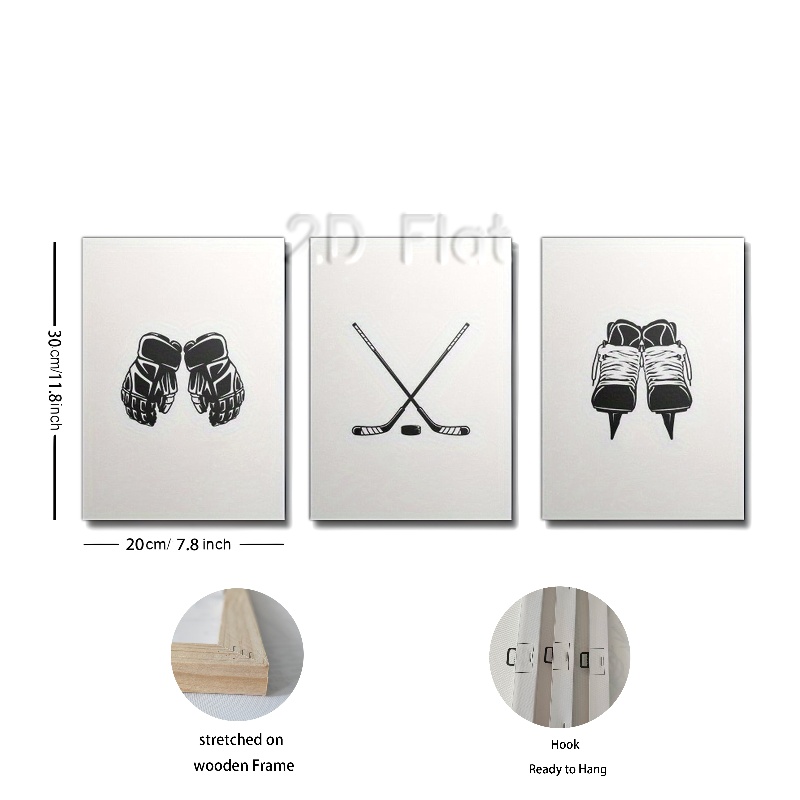 2D Flat
30cm/11.8inch
20cm/ 7.8 inch
stretched on
wooden Frame
Hook
Ready to Hang